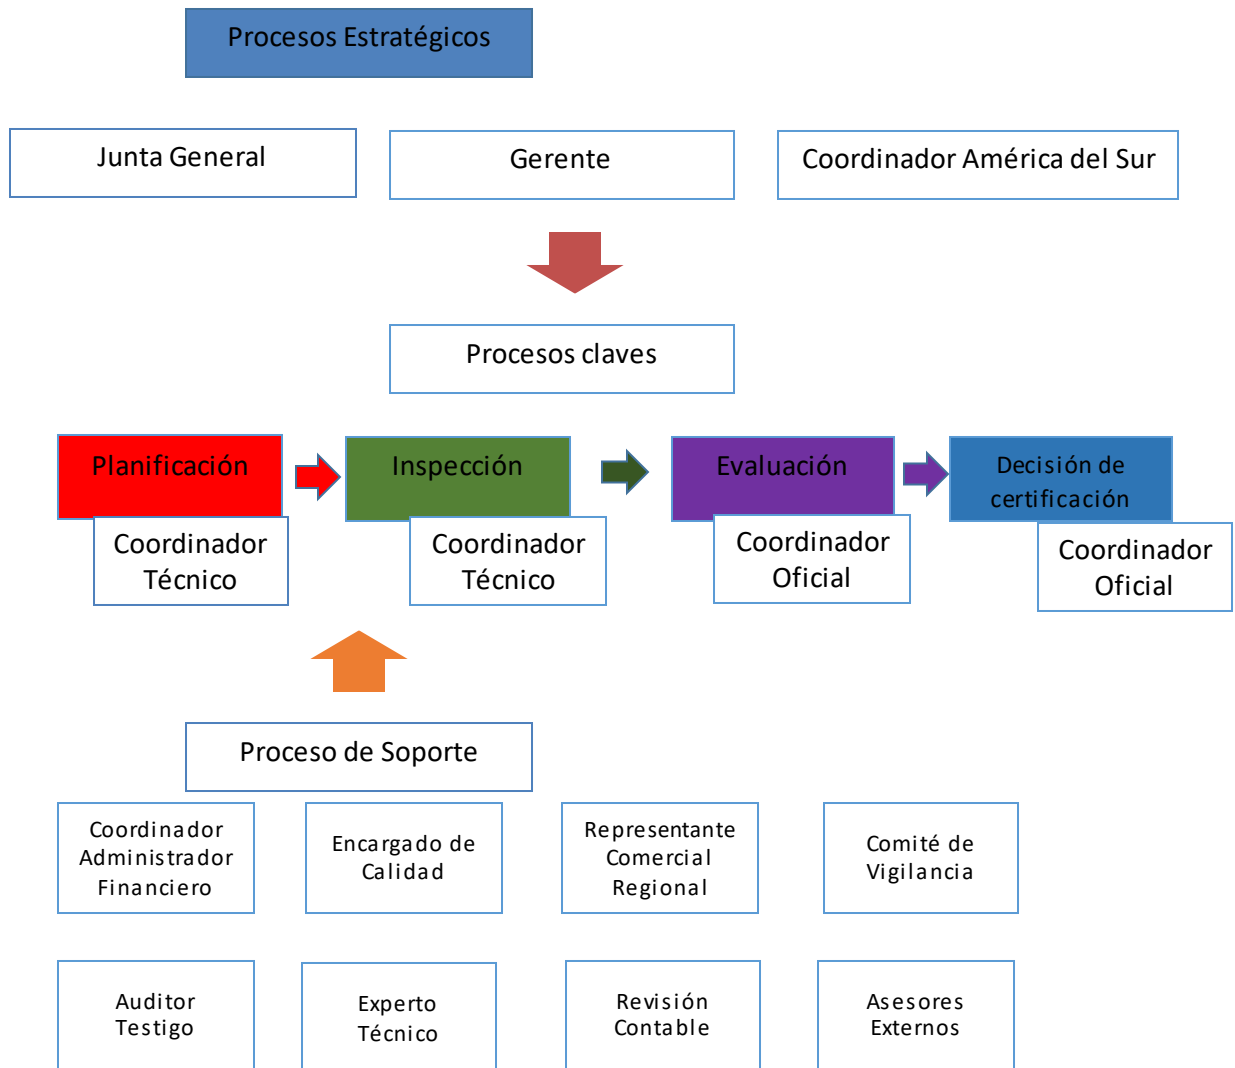 Procesos Estratégicos
Junta General
Gerente
Coordinador América del Sur
Procesos claves
Planificación
Inspección
Evaluación
Decisión de
certificación
Coordinador
Técnico
Coordinador
Técnico
Coordinador
Oficial
Coordinador
Oficial
Proceso de Soporte
Coordinador
Administrador
Financiero
Encargado de
Calidad
Representante
Comercial
Regional
Comité de
Vigilancia
Auditor
Testigo
Experto
Técnico
Revisión
Contable
Asesores
Externos